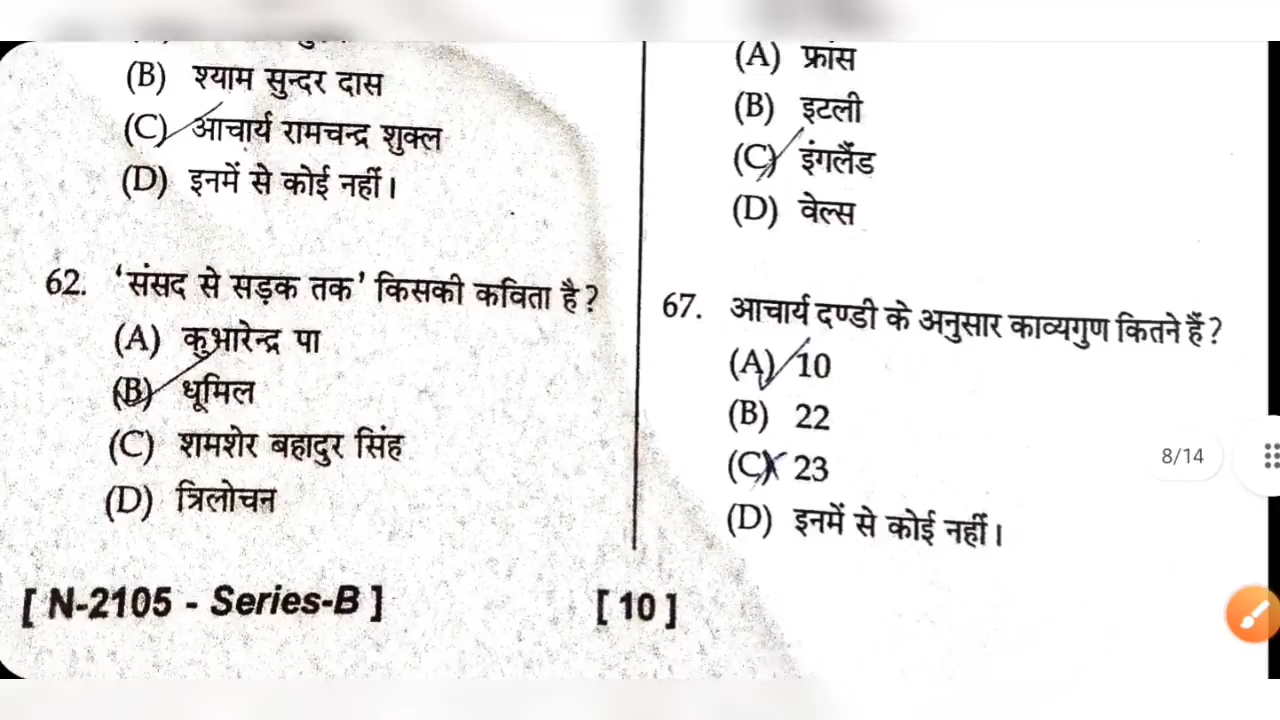 (B) श्याम सुन्दर दास
(C) आचार्य रामचन्द्र शुक्ल
(D) इनमें से कोई नहीं।
62. 'संसद से सड़क तक' किसकी कविता है?
(A) कुभारेन्द्र पा
(B) धूमिल
(C) शमशेर बहादुर सिंह
(D) त्रिलोचन
(A) फ्रांस
(B) इटली
(C) इंगलैंड
(D) वेल्स
67. आचार्य दण्डी के अनुसार काव्यगुण कितने हैं?
(A) 10
(B) 22
(C) 23
(D) इनमें से कोई नहीं।
8/14
[ N-2105 - Series-B ]
[ 10 ]